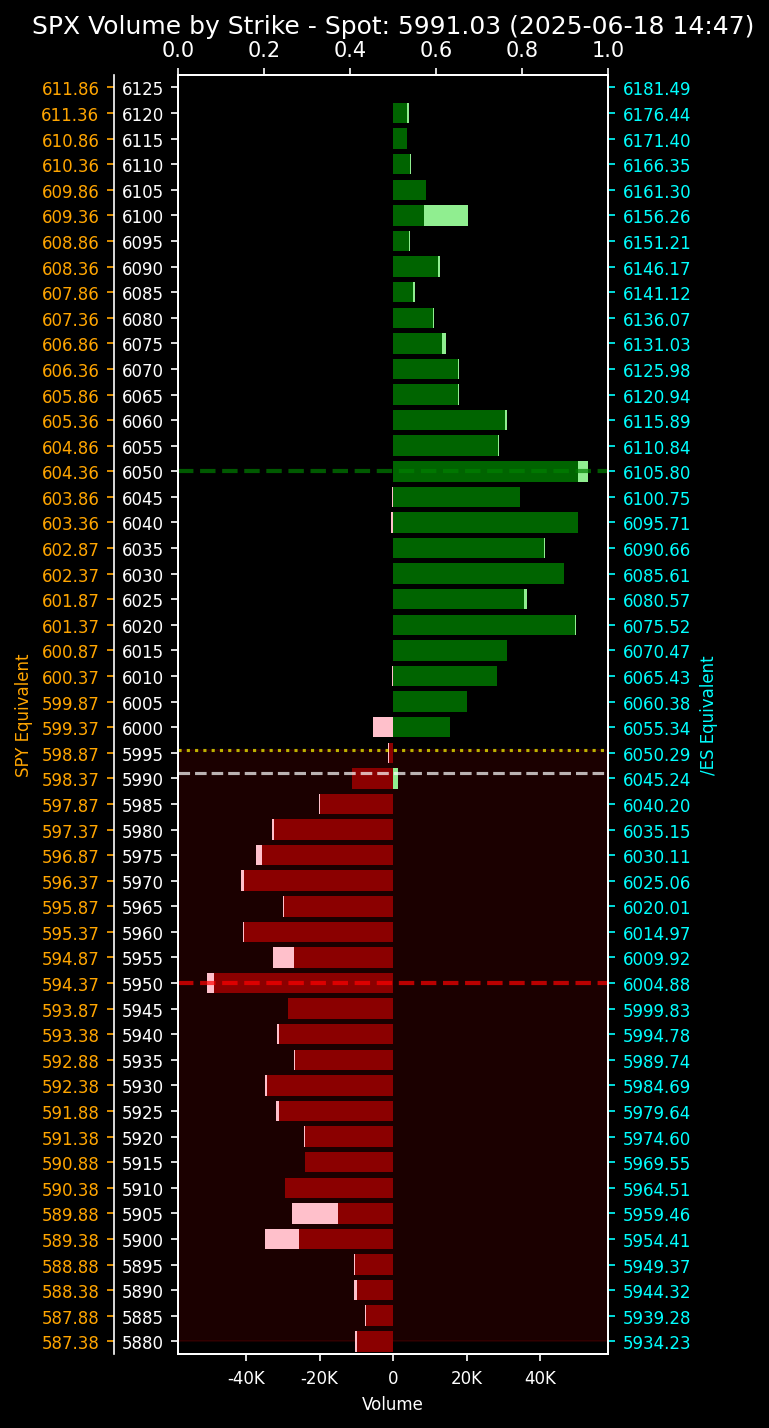 SPX Volume by Strike - Spot: 5991.03 (2025-06-18 14:47)
0.0 0.2 0.4 0.6 0.8 1.0
611.86 6125 6181.49
611.36 6120 6176.44
610.86 6115 6171.40
610.36 6110 6166.35
609.86 6105 6161.30
609.36 6100 6156.26
608.86 6095 6151.21
608.36 6090 6146.17
607.86 6085 6141.12
607.36 6080 6136.07
606.86 6075 6131.03
606.36 6070 6125.98
605.86 6065 6120.94
605.36 6060 6115.89
604.86 6055 6110.84
604.36 6050 6105.80
603.86 6045 6100.75
603.36 6040 6095.71
602.87 6035 6090.66
602.37 6030 6085.61
601.87 6025 6080.57
601.37 6020 6075.52
600.87 6015 6070.47
600.37 6010 6065.43
599.87 6005 6060.38
599.37 6000 6055.34
598.87 5995 6050.29
598.37 5990 6045.24
597.87 5985 6040.20
597.37 5980 6035.15
596.87 5975 6030.11
596.37 5970 6025.06
595.87 5965 6020.01
595.37 5960 6014.97
594.87 5955 6009.92
594.37 5950 6004.88
593.87 5945 5999.83
593.38 5940 5994.78
592.88 5935 5989.74
592.38 5930 5984.69
591.88 5925 5979.64
591.38 5920 5974.60
590.88 5915 5969.55
590.38 5910 5964.51
589.88 5905 5959.46
589.38 5900 5954.41
588.88 5895 5949.37
588.38 5890 5944.32
587.88 5885 5939.28
587.38 5880 5934.23
SPY Equivalent
/ES Equivalent
-40K -20K 0 20K 40K
Volume